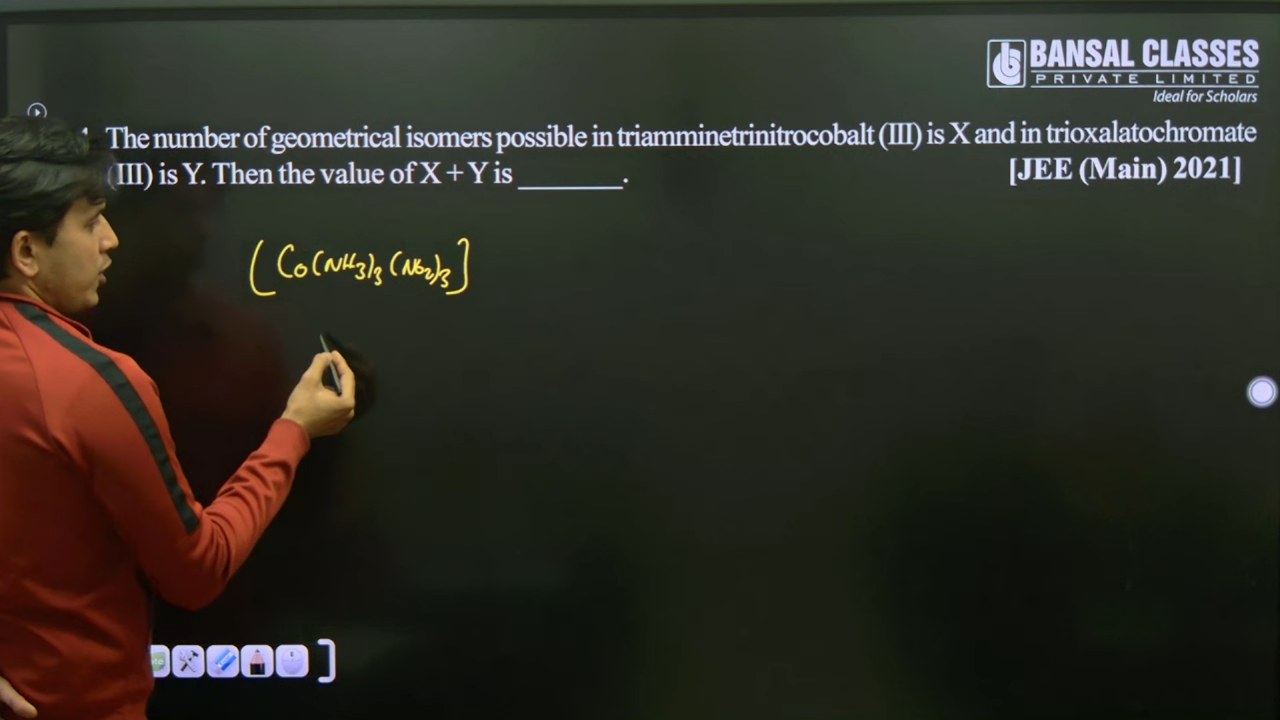 BANSAL CLASSES
PRIVATE LIMITED
Ideal for Scholars
The number of geometrical isomers possible in triamminetrinitrocobalt (III) is X and in trioxalatochromate
(III) is Y. Then the value of X + Y is ________.
[JEE (Main) 2021]
[Co(NH3)3 (NO2)3]